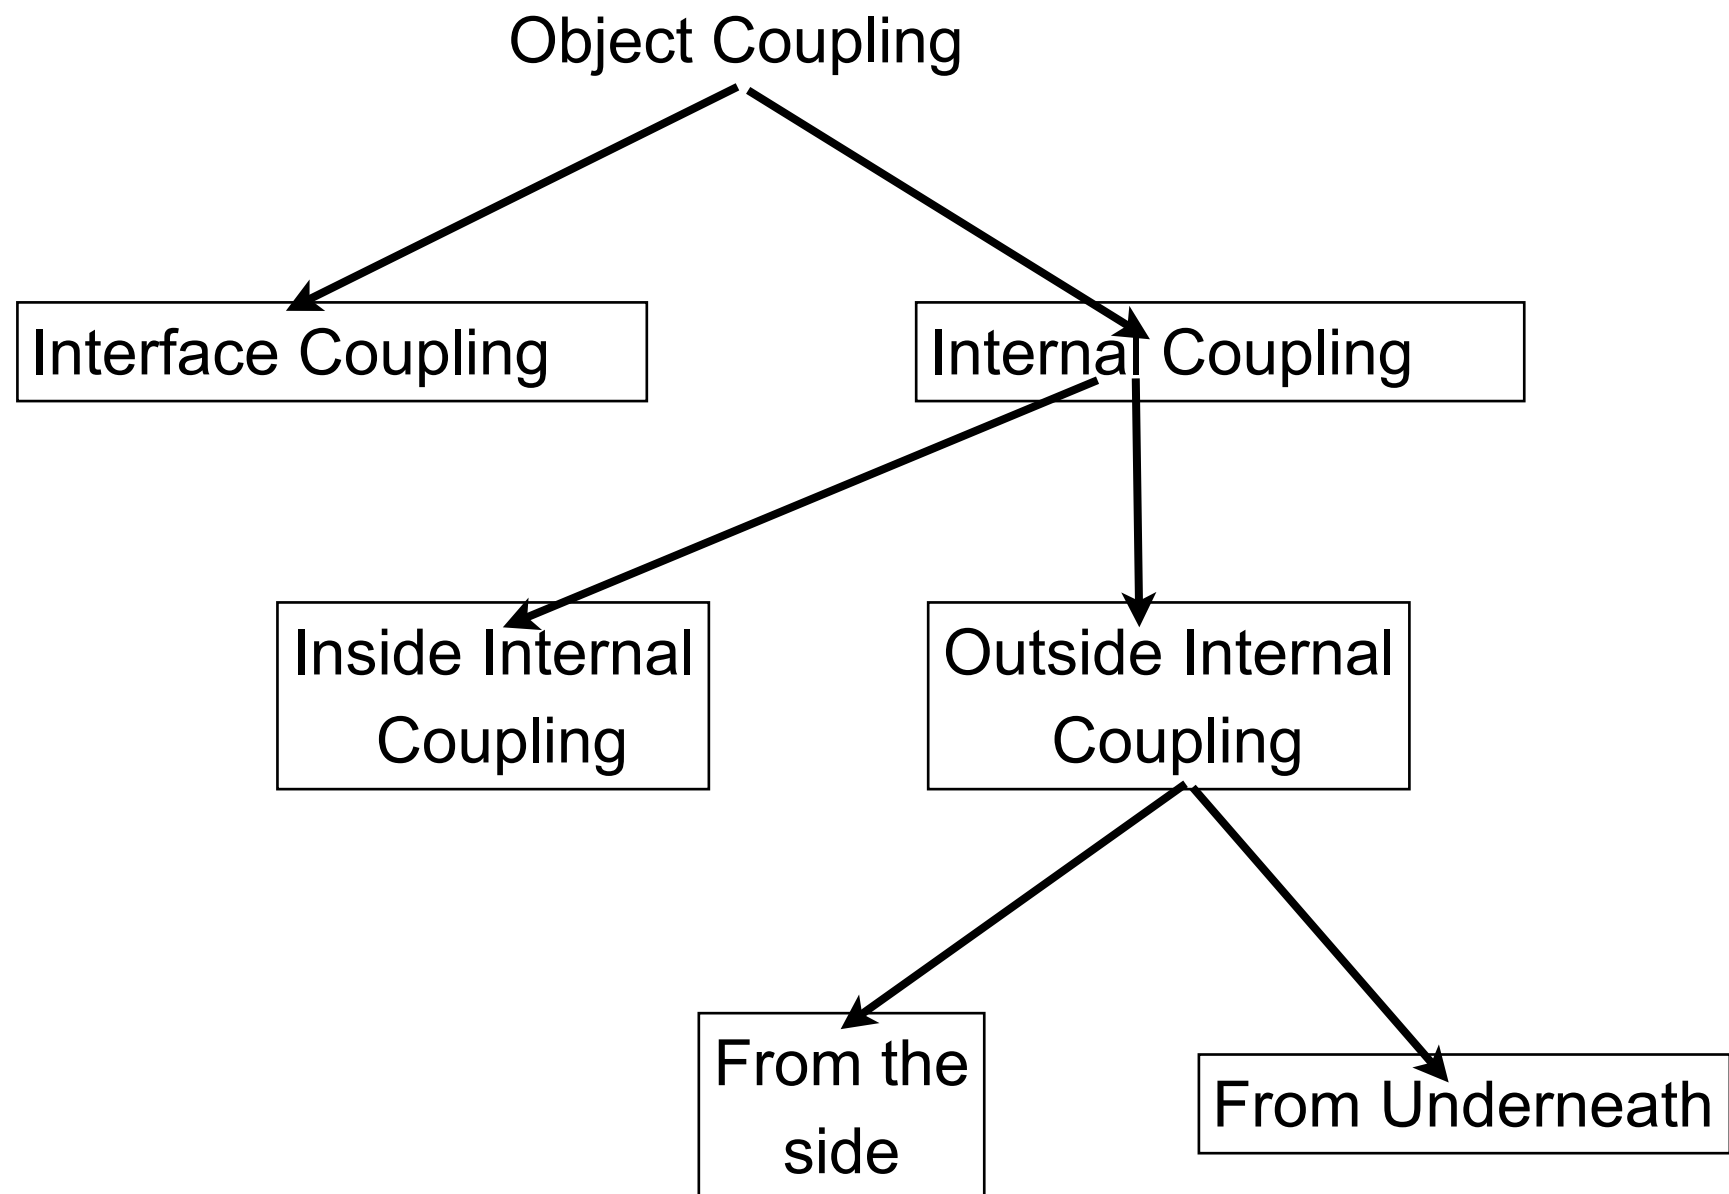 Object Coupling
Interface Coupling
Internal Coupling
Inside Internal
Coupling
Outside Internal
Coupling
From the
side
From Underneath